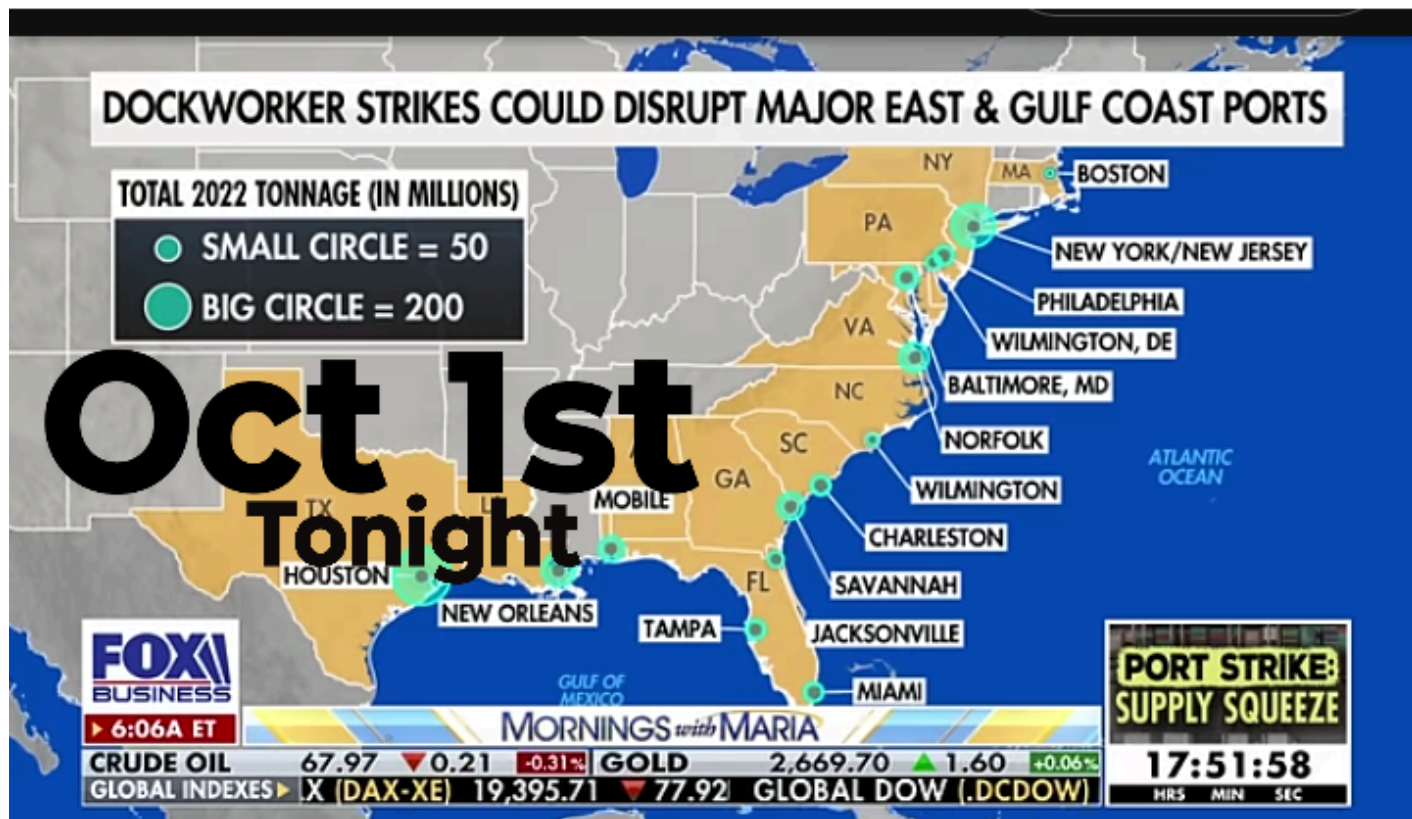 DOCKWORKER STRIKES COULD DISRUPT MAJOR EAST & GULF COAST PORTS
TOTAL 2022 TONNAGE (IN MILLIONS)
SMALL CIRCLE = 50
BIG CIRCLE = 200
NY
MA
BOSTON
PA
NEW YORK/NEW JERSEY
PHILADELPHIA
VA
WILMINGTON, DE
BALTIMORE, MD
NC
NORFOLK
Oct 1st
SC
ATLANTIC
OCEAN
GA
WILMINGTON
MOBILE
TX
Tonight
CHARLESTON
HOUSTON
FL
SAVANNAH
NEW ORLEANS
TAMPA
JACKSONVILLE
GULF OF
MEXICO
MIAMI
FOX
BUSINESS
6:06A ET
MORNINGS with MARIA
PORT STRIKE:
SUPPLY SQUEEZE
17:51:58
HRS MIN SEC
CRUDE OIL 67.97 ▼0.21 -0.31% GOLD 2,669.70 ▲1.60 +0.06%
GLOBAL INDEXES X (DAX-XE) 19,395.71 ▼77.92 GLOBAL DOW (.DCDOW)